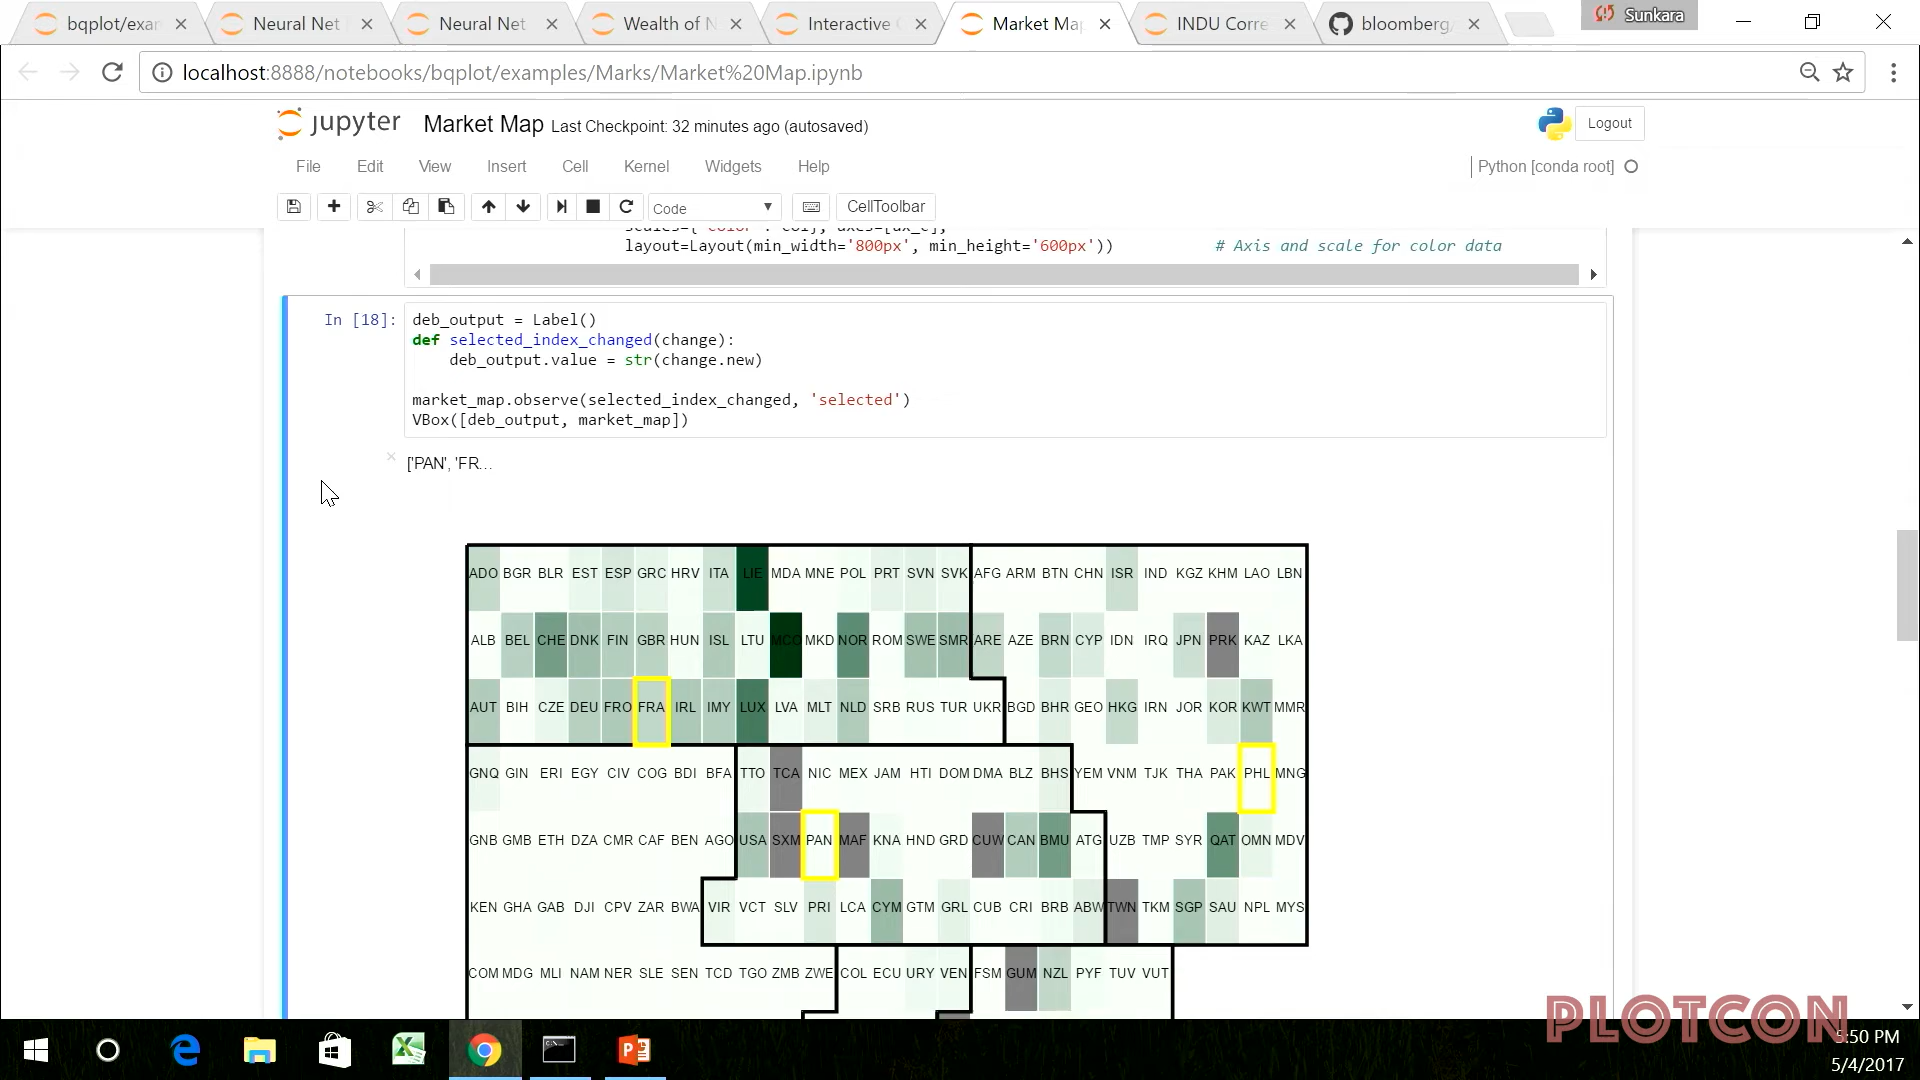 bqplot/exar
Neural Net
Neural Net
Wealth of N
Interactive
Market Map
INDU Corre
bloomberg/
Sunkara
localhost:8888/notebooks/bqplot/examples/Marks/Market%20Map.ipynb
jupyter Market Map Last Checkpoint: 32 minutes ago (autosaved)
Logout
File Edit View Insert Cell Kernel Widgets Help
Python [conda root]
Code
CellToolbar
scales={'color': col}, axes=[ax_c],
layout=Layout(min_width='800px', min_height='600px')) # Axis and scale for color data
In [18]:
deb_output = Label()
def selected_index_changed(change):
deb_output.value = str(change.new)
market_map.observe(selected_index_changed, 'selected')
VBox([deb_output, market_map])
['PAN', 'FR...
ADO BGR BLR EST ESP GRC HRV ITA LIE MDA MNE POL PRT SVN SVK AFG ARM BTN CHN ISR IND KGZ KHM LAO LBN
ALB BEL CHE DNK FIN GBR HUN ISL LTU MCO MKD NOR ROM SWE SMR ARE AZE BRN CYP IDN IRQ JPN PRK KAZ LKA
AUT BIH CZE DEU FRO FRA IRL IMY LUX LVA MLT NLD SRB RUS TUR UKR BGD BHR GEO HKG IRN JOR KOR KWT MMR
GNQ GIN ERI EGY CIV COG BDI BFA TTO TCA NIC MEX JAM HTI DOM DMA BLZ BHS YEM VNM TJK THA PAK PHL MNG
GNB GMB ETH DZA CMR CAF BEN AGO USA SXM PAN MAF KNA HND GRD CUW CAN BMU ATG UZB TMP SYR QAT OMN MDV
KEN GHA GAB DJI CPV ZAR BWA VIR VCT SLV PRI LCA CYM GTM GRL CUB CRI BRB ABW TWN TKM SGP SAU NPL MYS
COM MDG MLI NAM NER SLE SEN TCD TGO ZMB ZWE COL ECU URY VEN FSM GUM NZL PYF TUV VUT
PLOTCON
5:50 PM
5/4/2017